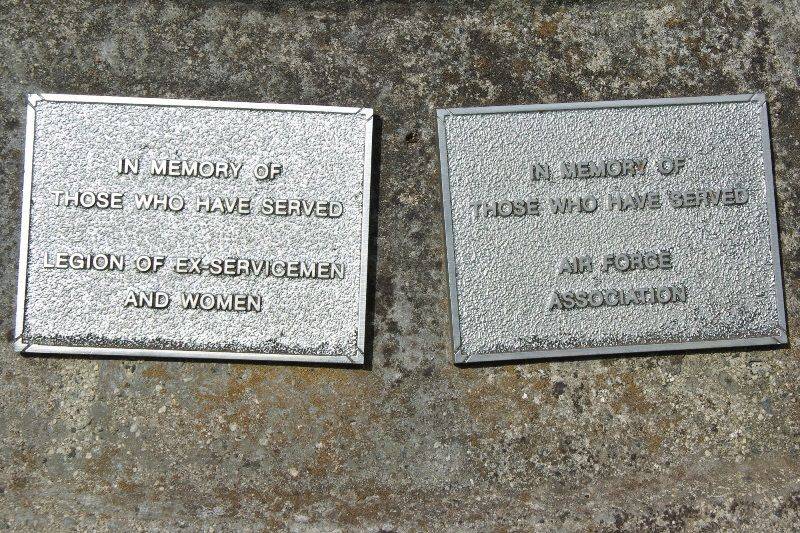 IN MEMORY OF
THOSE WHO HAVE SERVED
LEGION OF EX-SERVICEMEN
AND WOMEN
IN MEMORY OF
THOSE WHO HAVE SERVED
AIR FORCE
ASSOCIATION